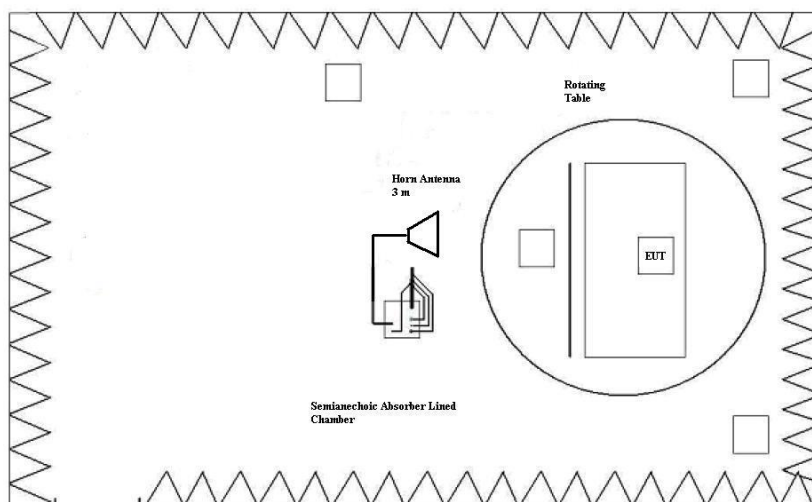 Rotating
Table
Horn Antenna
3 m
EUT
Semianechoic Absorber Lined
Chamber